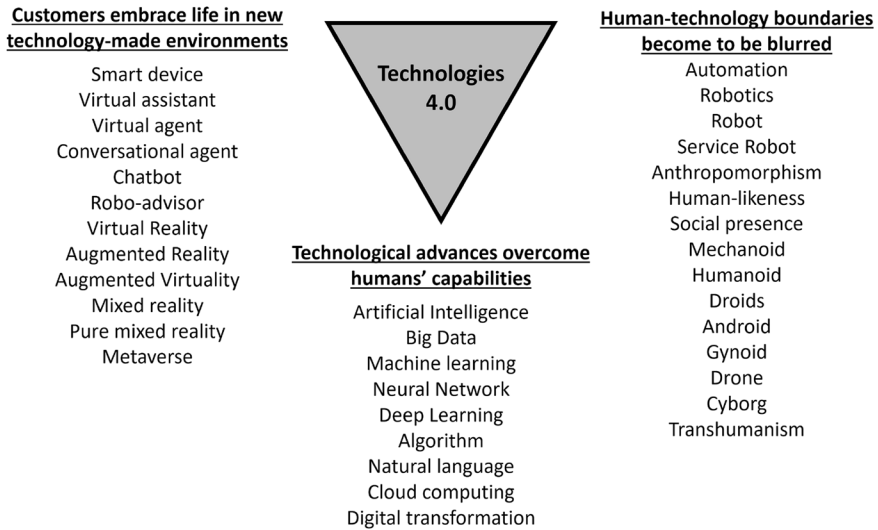 Customers embrace life in new
technology-made environments
Smart device
Virtual assistant
Virtual agent
Conversational agent
Chatbot
Robo-advisor
Virtual Reality
Augmented Reality
Augmented Virtuality
Mixed reality
Pure mixed reality
Metaverse
Technologies
4.0
Technological advances overcome
humans’ capabilities
Artificial Intelligence
Big Data
Machine learning
Neural Network
Deep Learning
Algorithm
Natural language
Cloud computing
Digital transformation
Human-technology boundaries
become to be blurred
Automation
Robotics
Robot
Service Robot
Anthropomorphism
Human-likeness
Social presence
Mechanoid
Humanoid
Droids
Android
Gynoid
Drone
Cyborg
Transhumanism